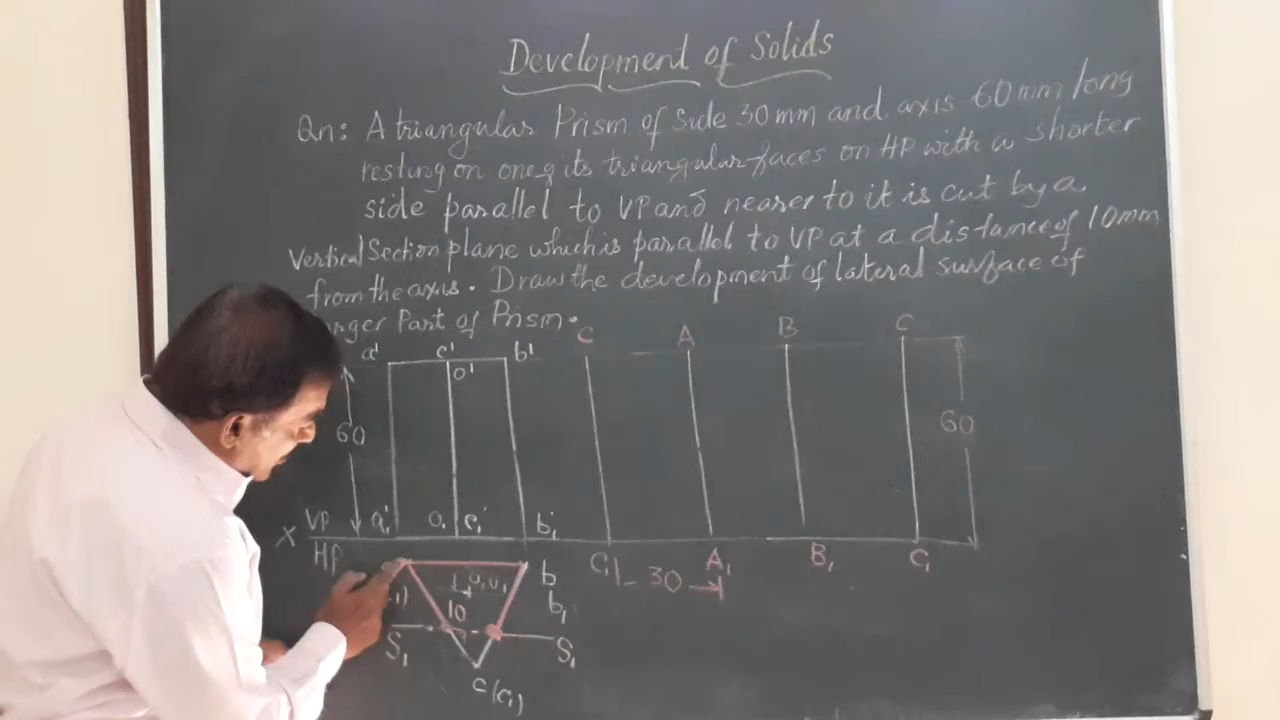 Development of Solids
Qn: A triangular Prism of side 30 mm and axis 60 mm long
resting on one of its triangular faces on HP with a shorter
side parallel to VP and nearer to it is cut by a
Vertical Section plane which is parallel to VP at a distance of 10mm
from the axis. Draw the development of lateral surface of
Part of Prism.
C A B C
a' c' b'
o'
60
60
X VP a₁' o₁ c₁' b₁'
HP
C₁ 30 A₁ B₁ C₁
b
b₁
10
S₁ S₁
c(c₁)